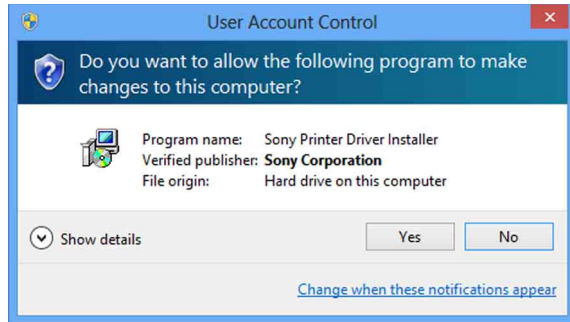 User Account Control
Do you want to allow the following program to make
changes to this computer?
Program name: Sony Printer Driver Installer
Verified publisher: Sony Corporation
File origin: Hard drive on this computer
Show details
Yes
No
Change when these notifications appear